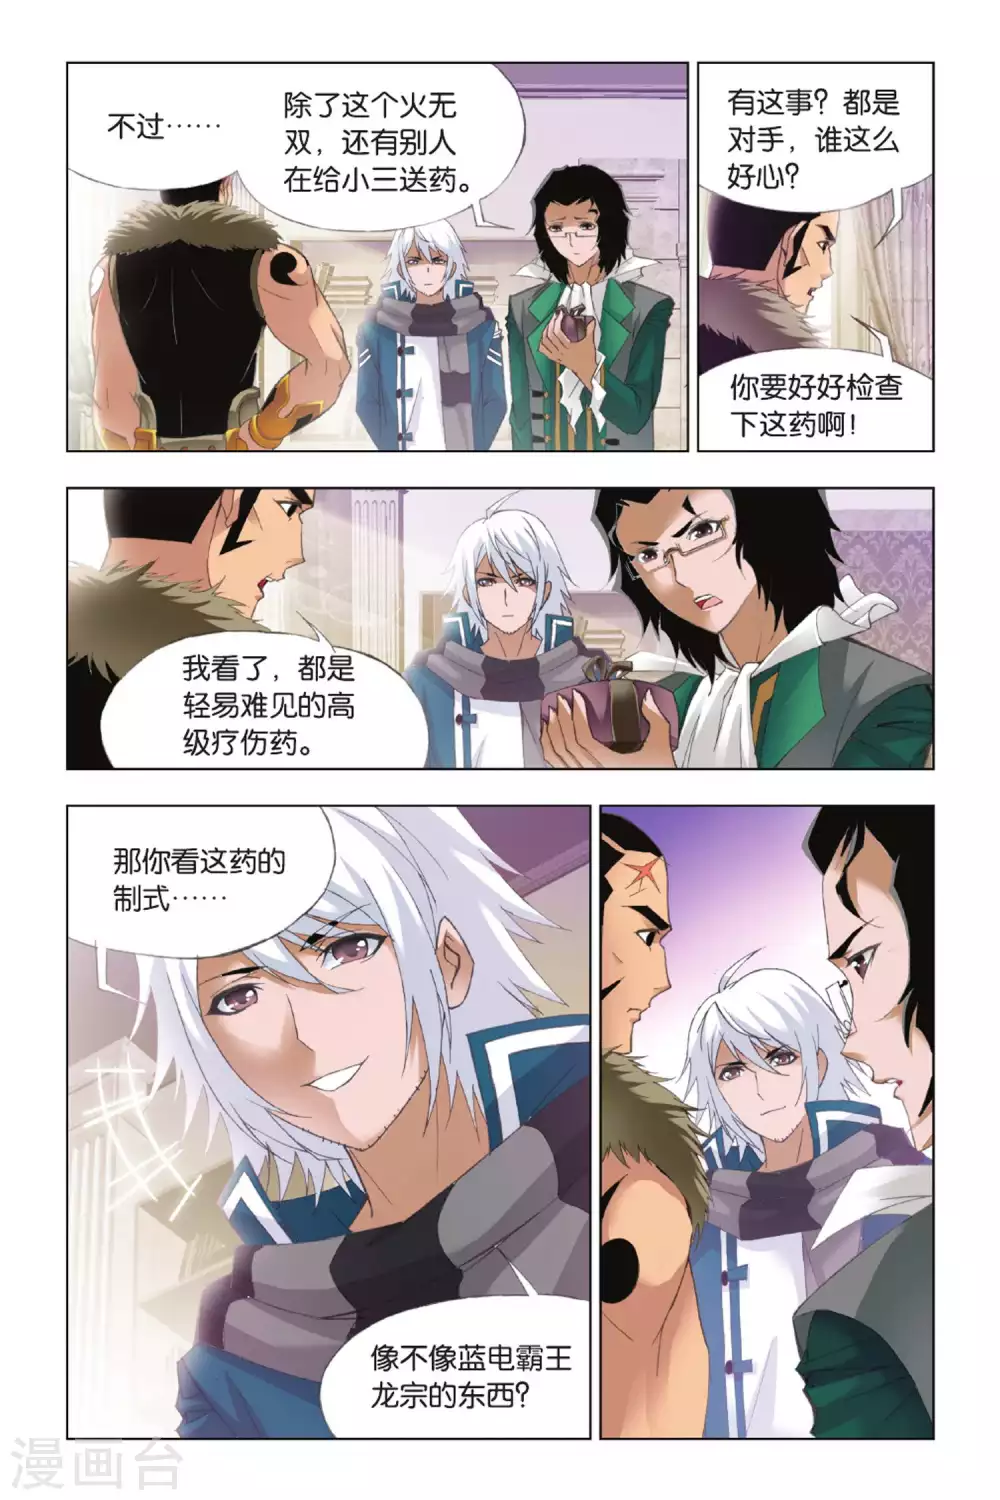 不过……
除了这个火无
双，还有别人
在给小三送药。
有这事？都是
对手，谁这么
好心？
你要好好检查
下这药啊！
我看了，都是
轻易难见的高
级疗伤药。
那你看这药的
制式……
像不像蓝电霸王
龙宗的东西？
漫画台